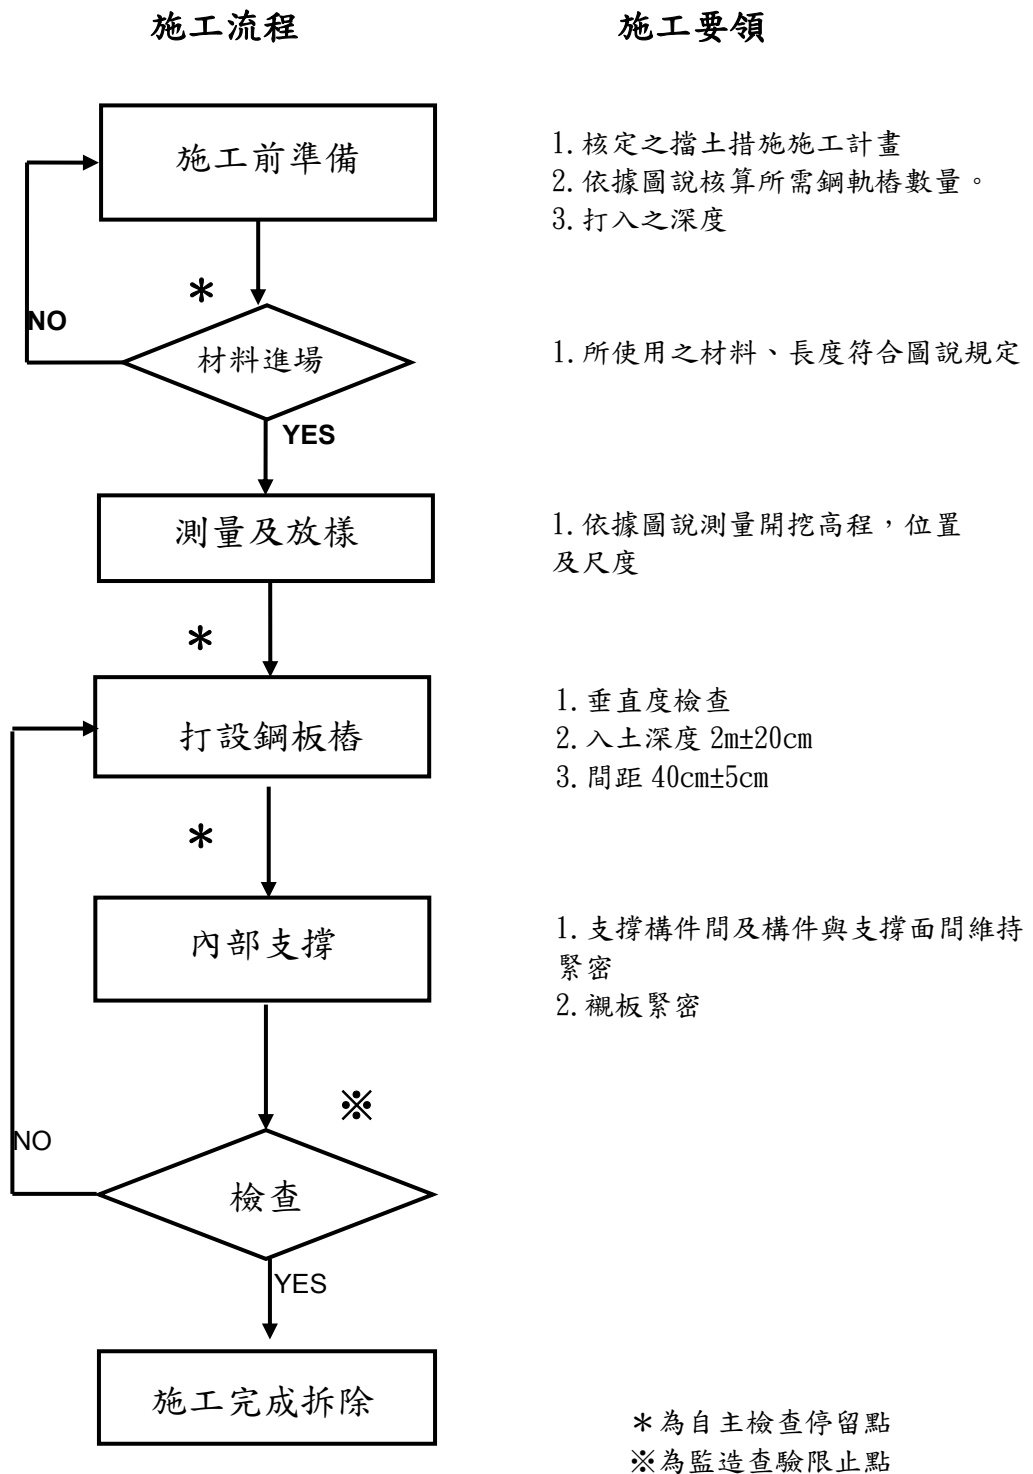 施工流程
施工要領
施工前準備
1.核定之擋土措施施工計畫
2.依據圖說核算所需鋼軌樁數量。
3.打入之深度
*
NO
材料進場
1.所使用之材料、長度符合圖說規定
YES
測量及放樣
1.依據圖說測量開挖高程，位置
及尺度
*
打設鋼板樁
1.垂直度檢查
2.入土深度 2m±20cm
3.間距 40cm±5cm
*
內部支撐
1.支撐構件間及構件與支撐面間維持
緊密
2.襯板緊密
※
NO
檢查
YES
施工完成拆除
*為自主檢查停留點
※為監造查驗限止點